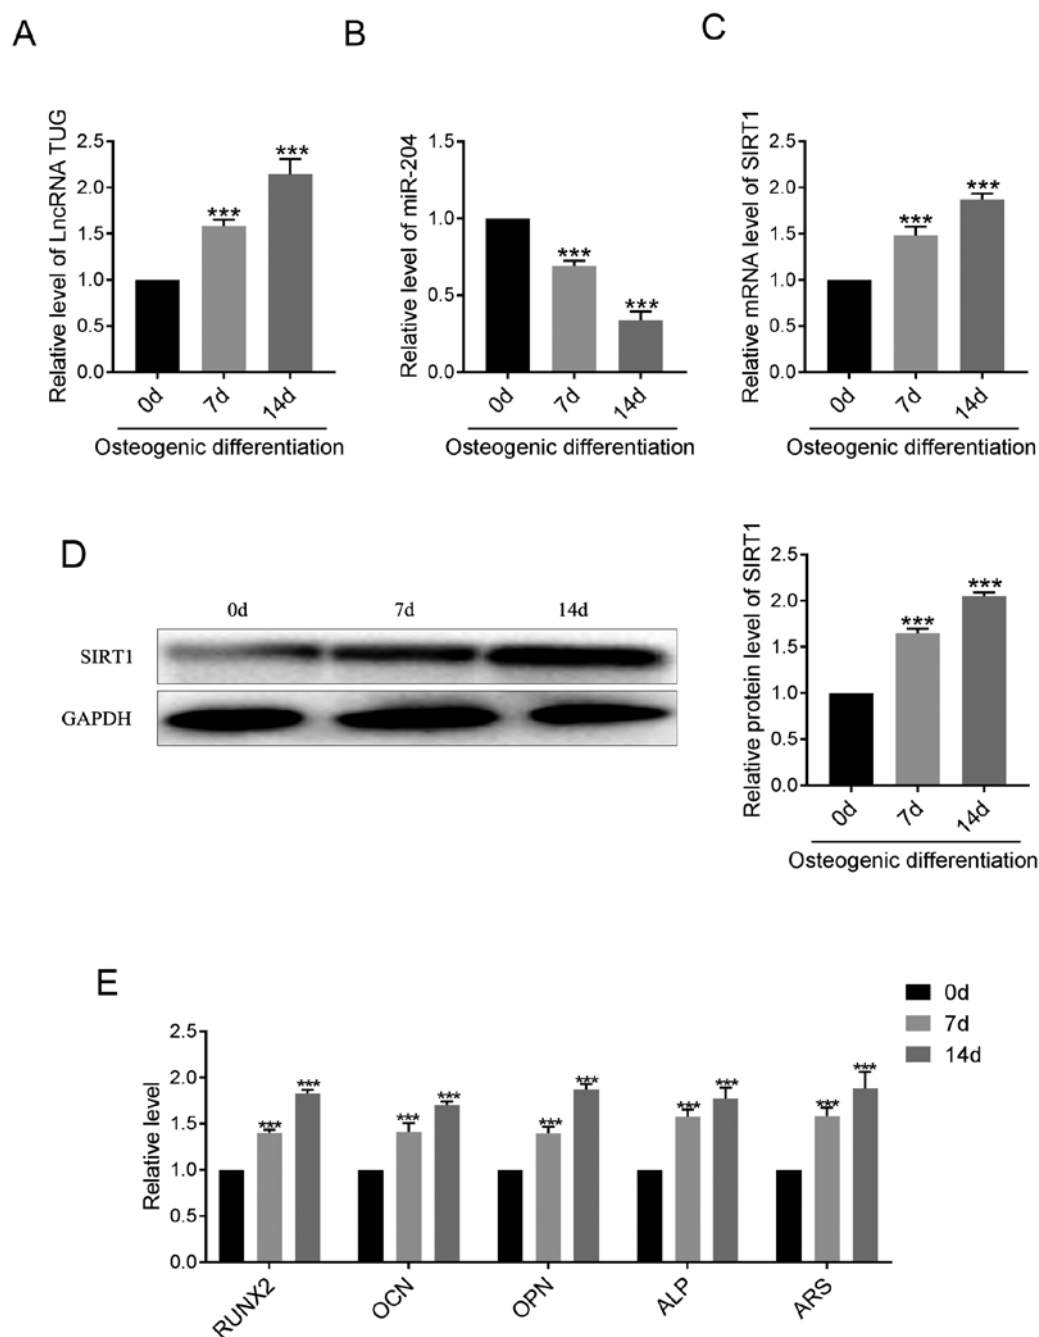 A
B
C
Relative level of LncRNA TUG
2.5
2.0
1.5
1.0
0.5
0.0
***
***
0d
7d
14d
Osteogenic differentiation
Relative level of miR-204
1.5
1.0
0.5
0.0
***
***
0d
7d
14d
Osteogenic differentiation
Relative mRNA level of SIRT1
2.5
2.0
1.5
1.0
0.5
0.0
***
***
0d
7d
14d
Osteogenic differentiation
D
0d 7d 14d
SIRT1
GAPDH
Relative protein level of SIRT1
2.5
2.0
1.5
1.0
0.5
0.0
***
***
0d
7d
14d
Osteogenic differentiation
E
0d
7d
14d
Relative level
2.5
2.0
1.5
1.0
0.5
0.0
*** ***
*** ***
*** ***
*** ***
*** ***
RUNX2
OCN
OPN
ALP
ARS